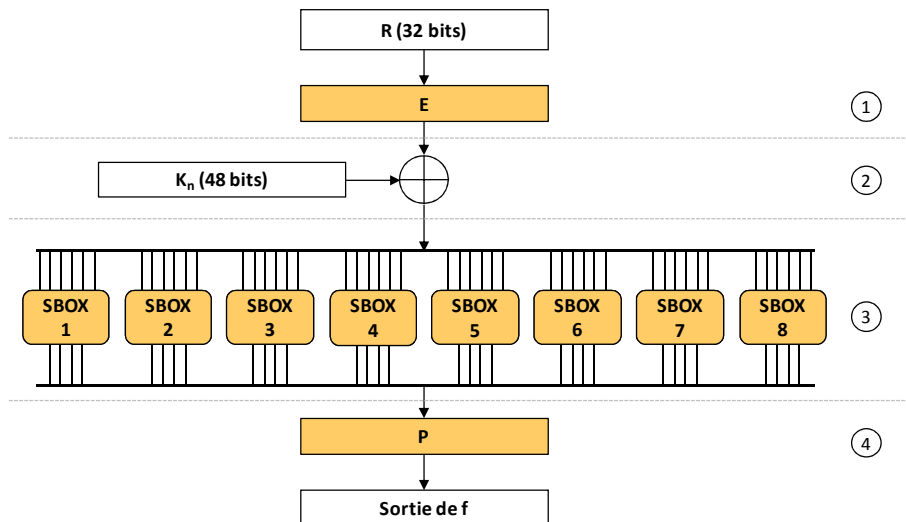 R (32 bits)
E
1
Kn (48 bits)
2
SBOX 1
SBOX 2
SBOX 3
SBOX 4
SBOX 5
SBOX 6
SBOX 7
SBOX 8
3
P
4
Sortie de f